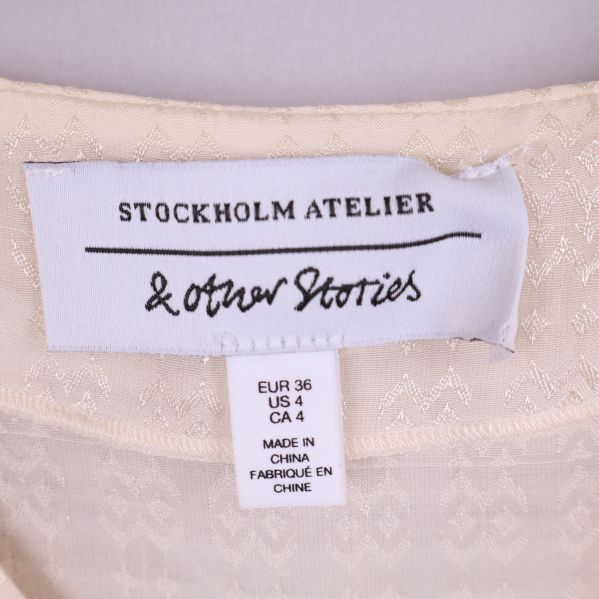 STOCKHOLM ATELIER
& other Stories
EUR 36
US 4
CA 4
MADE IN
CHINA
FABRIQUÉ EN
CHINE